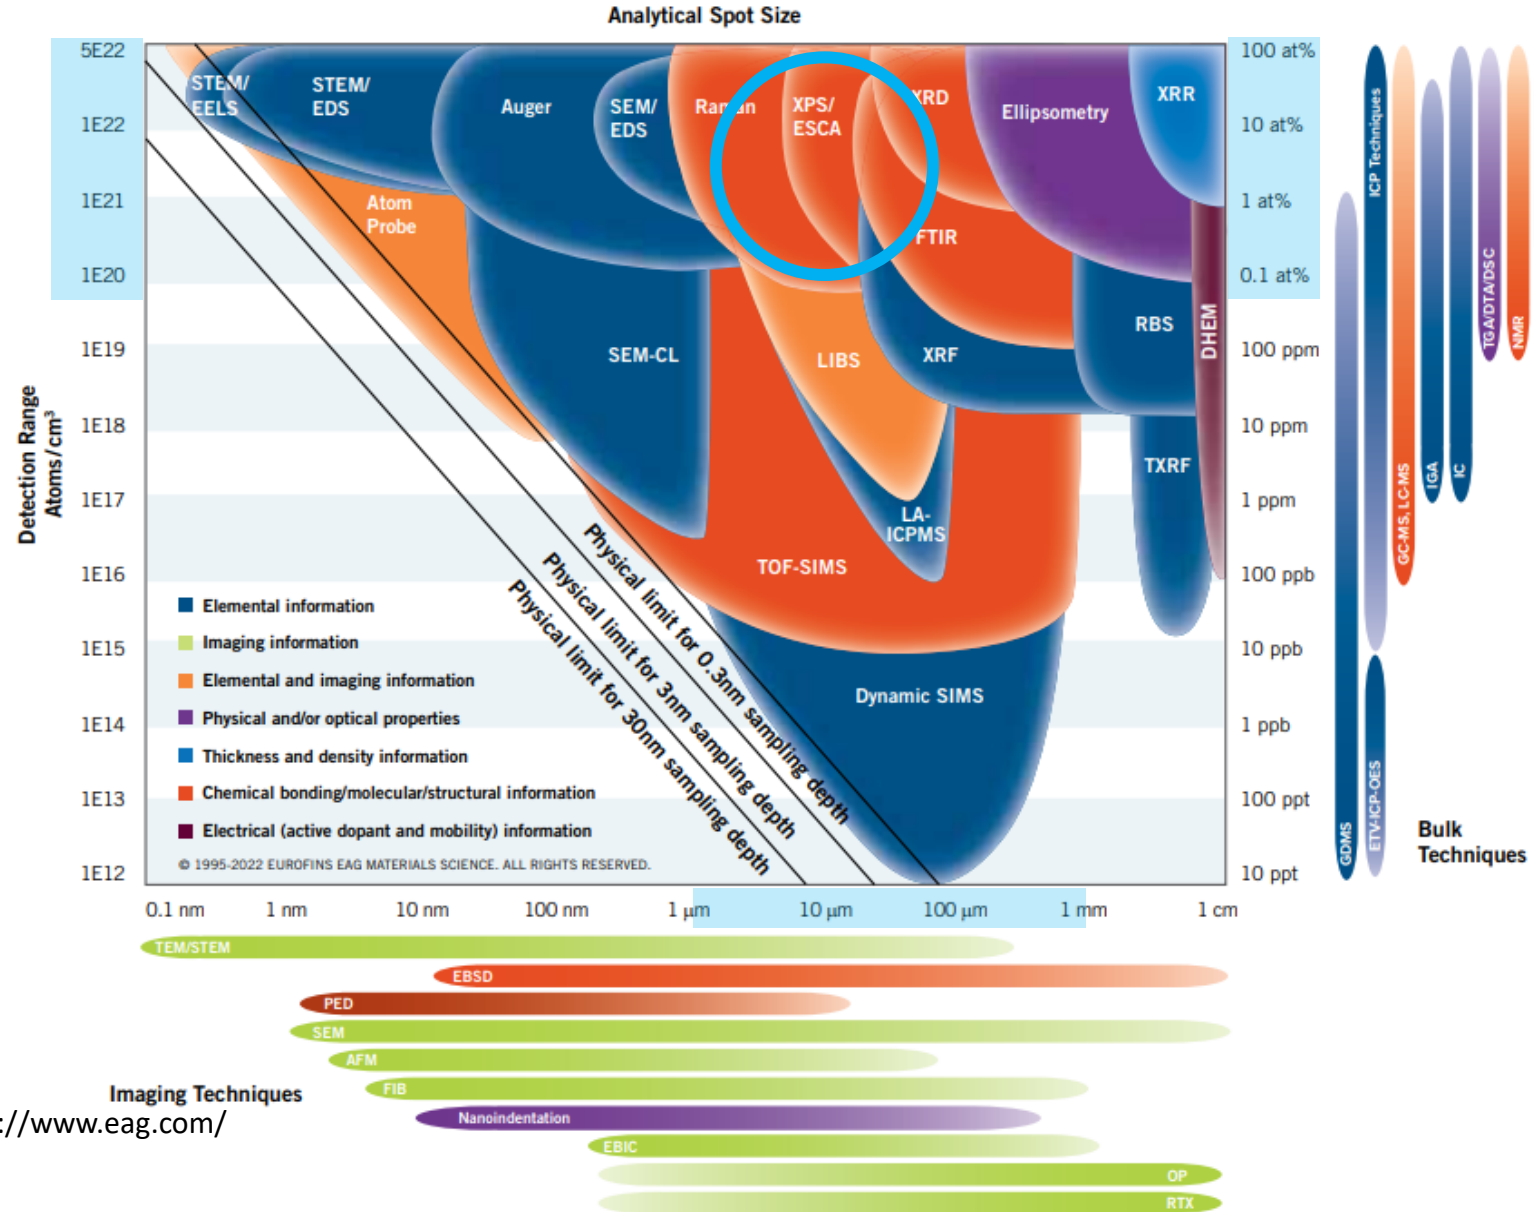 Analytical Spot Size
5E22
1E22
1E21
1E20
1E19
1E18
1E17
1E16
1E15
1E14
1E13
1E12
Detection Range
Atoms/cm³
100 at%
10 at%
1 at%
0.1 at%
100 ppm
10 ppm
1 ppm
100 ppb
10 ppb
1 ppb
100 ppt
10 ppt
STEM/
EELS
STEM/
EDS
Auger
SEM/
EDS
Raman
XPS/
ESCA
XRD
Ellipsometry
XRR
Atom
Probe
FTIR
SEM-CL
LIBS
XRF
RBS
DHEM
TXRF
LA-
ICPMS
TOF-SIMS
Dynamic SIMS
Physical limit for 0.3nm sampling depth
Physical limit for 3nm sampling depth
Physical limit for 30nm sampling depth
Elemental information
Imaging information
Elemental and imaging information
Physical and/or optical properties
Thickness and density information
Chemical bonding/molecular/structural information
Electrical (active dopant and mobility) information
© 1995-2022 EUROFINS EAG MATERIALS SCIENCE. ALL RIGHTS RESERVED.
0.1 nm
1 nm
10 nm
100 nm
1 µm
10 µm
100 µm
1 mm
1 cm
GDMS
ICP Techniques
ETV-ICP-OES
GC-MS, LC-MS
IGA
IC
TGA/DTA/DSC
NMR
Bulk
Techniques
TEM/STEM
EBSD
PED
SEM
AFM
FIB
Nanoindentation
EBIC
OP
RTX
Imaging Techniques
://www.eag.com/